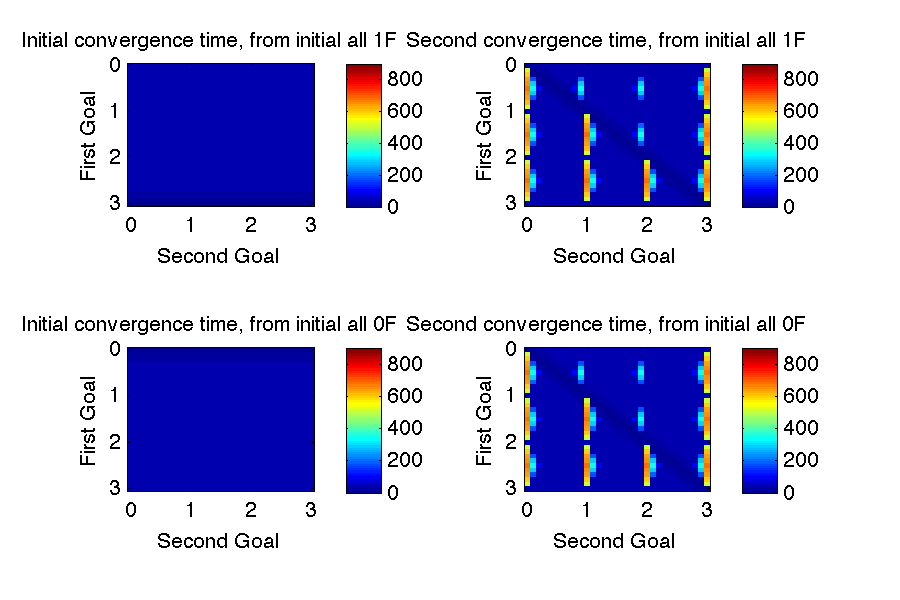 Initial convergence time, from initial all 1F
0
1
2
3
First Goal
0 1 2 3
Second Goal
800
600
400
200
0
Second convergence time, from initial all 1F
0
1
2
3
First Goal
0 1 2 3
Second Goal
800
600
400
200
0
Initial convergence time, from initial all 0F
0
1
2
3
First Goal
0 1 2 3
Second Goal
800
600
400
200
0
Second convergence time, from initial all 0F
0
1
2
3
First Goal
0 1 2 3
Second Goal
800
600
400
200
0